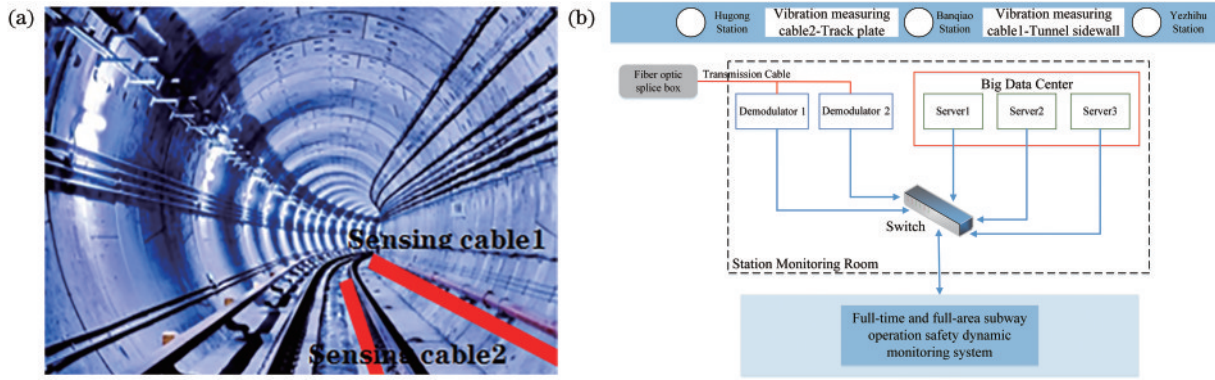 (a)
Sensing cable1
Sensing cable2
(b)
Hugong
Station
Vibration measuring
cable2-Track plate
Banqiao
Station
Vibration measuring
cable1-Tunnel sidewall
Yezhihu
Station
Fiber optic
splice box
Transmission Cable
Big Data Center
Demodulator 1
Demodulator 2
Server1
Server2
Server3
Switch
Station Monitoring Room
Full-time and full-area subway
operation safety dynamic
monitoring system